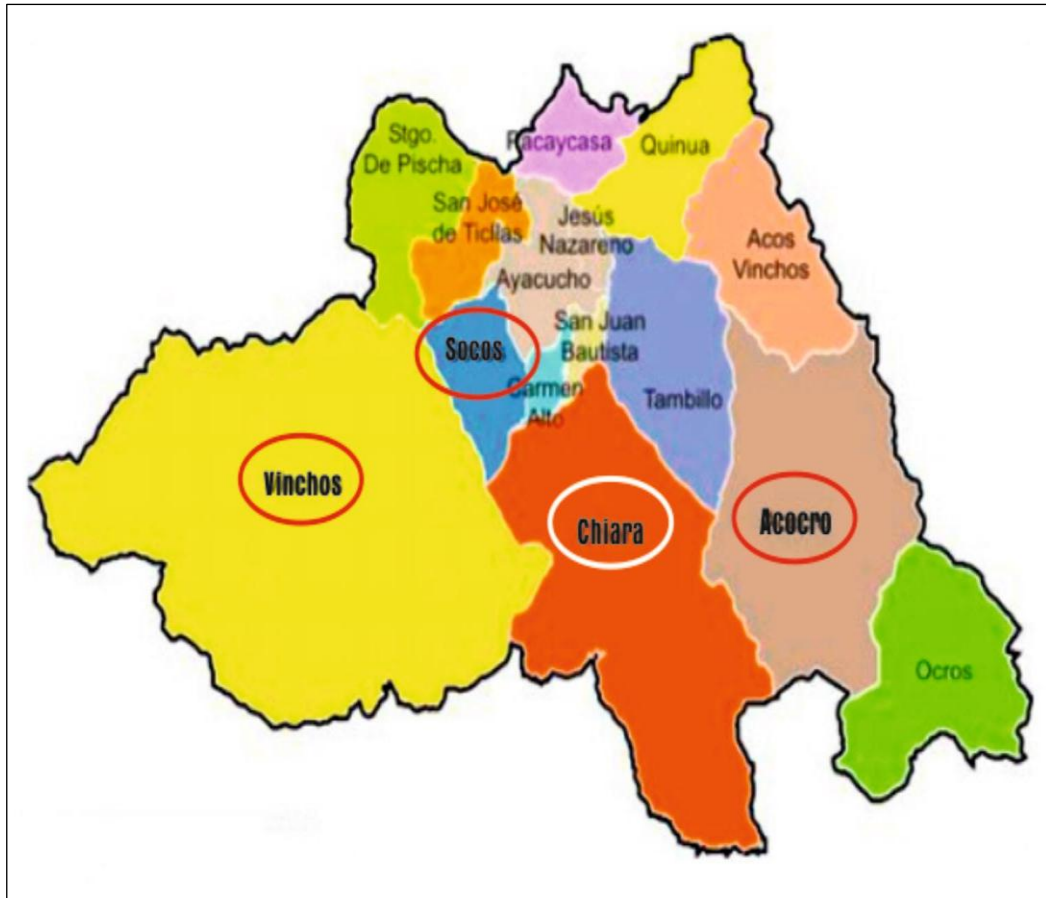 Stgo.
De Pischa
Pacaycasa
Quinua
San José
de Ticllas
Jesús
Nazareno
Acos
Vinchos
Ayacucho
San Juan
Bautista
Socos
Carmen
Alto
Tambillo
Vinchos
Chiara
Acocro
Ocros